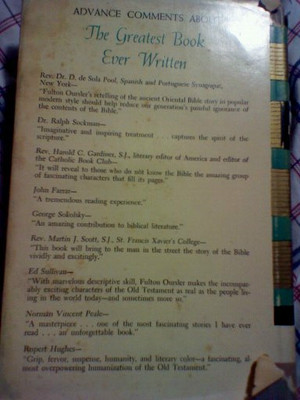 ADVANCE COMMENTS ABOUT
The Greatest Book
Ever Written
Rev. Dr. D. de Sola Pool, Spanish and Portuguese Synagogue,
New York—
"Fulton Oursler's retelling of the ancient Oriental Bible story in popular
modern style should help reduce our generation's painful ignorance of
the contents of the Bible."
Dr. Ralph Sockman—
"Imaginative and inspiring treatment . . . captures the spirit of the
scripture."
Rev. Harold C. Gardiner, S.J., literary editor of America and editor of
the Catholic Book Club—
"It will reveal to those who do not know the Bible the amazing group
of fascinating characters that fill its pages."
John Farrar—
"A tremendous reading experience."
George Sokolsky—
"An amazing contribution to biblical literature."
Rev. Martin J. Scott, S.J., St. Francis Xavier's College—
"This book will bring to the man in the street the story of the Bible
vividly and excitingly."
Ed Sullivan—
"With marvelous descriptive skill, Fulton Oursler makes the incompar-
ably exciting characters of the Old Testament as real as the people liv-
ing in the world today—and sometimes more so."
Norman Vincent Peale—
"A masterpiece . . . one of the most fascinating stories I have ever
read . . . an unforgettable book."
Rupert Hughes—
"Grip, fervor, suspense, humanity, and literary color—a fascinating, al-
most overpowering humanization of the Old Testament."